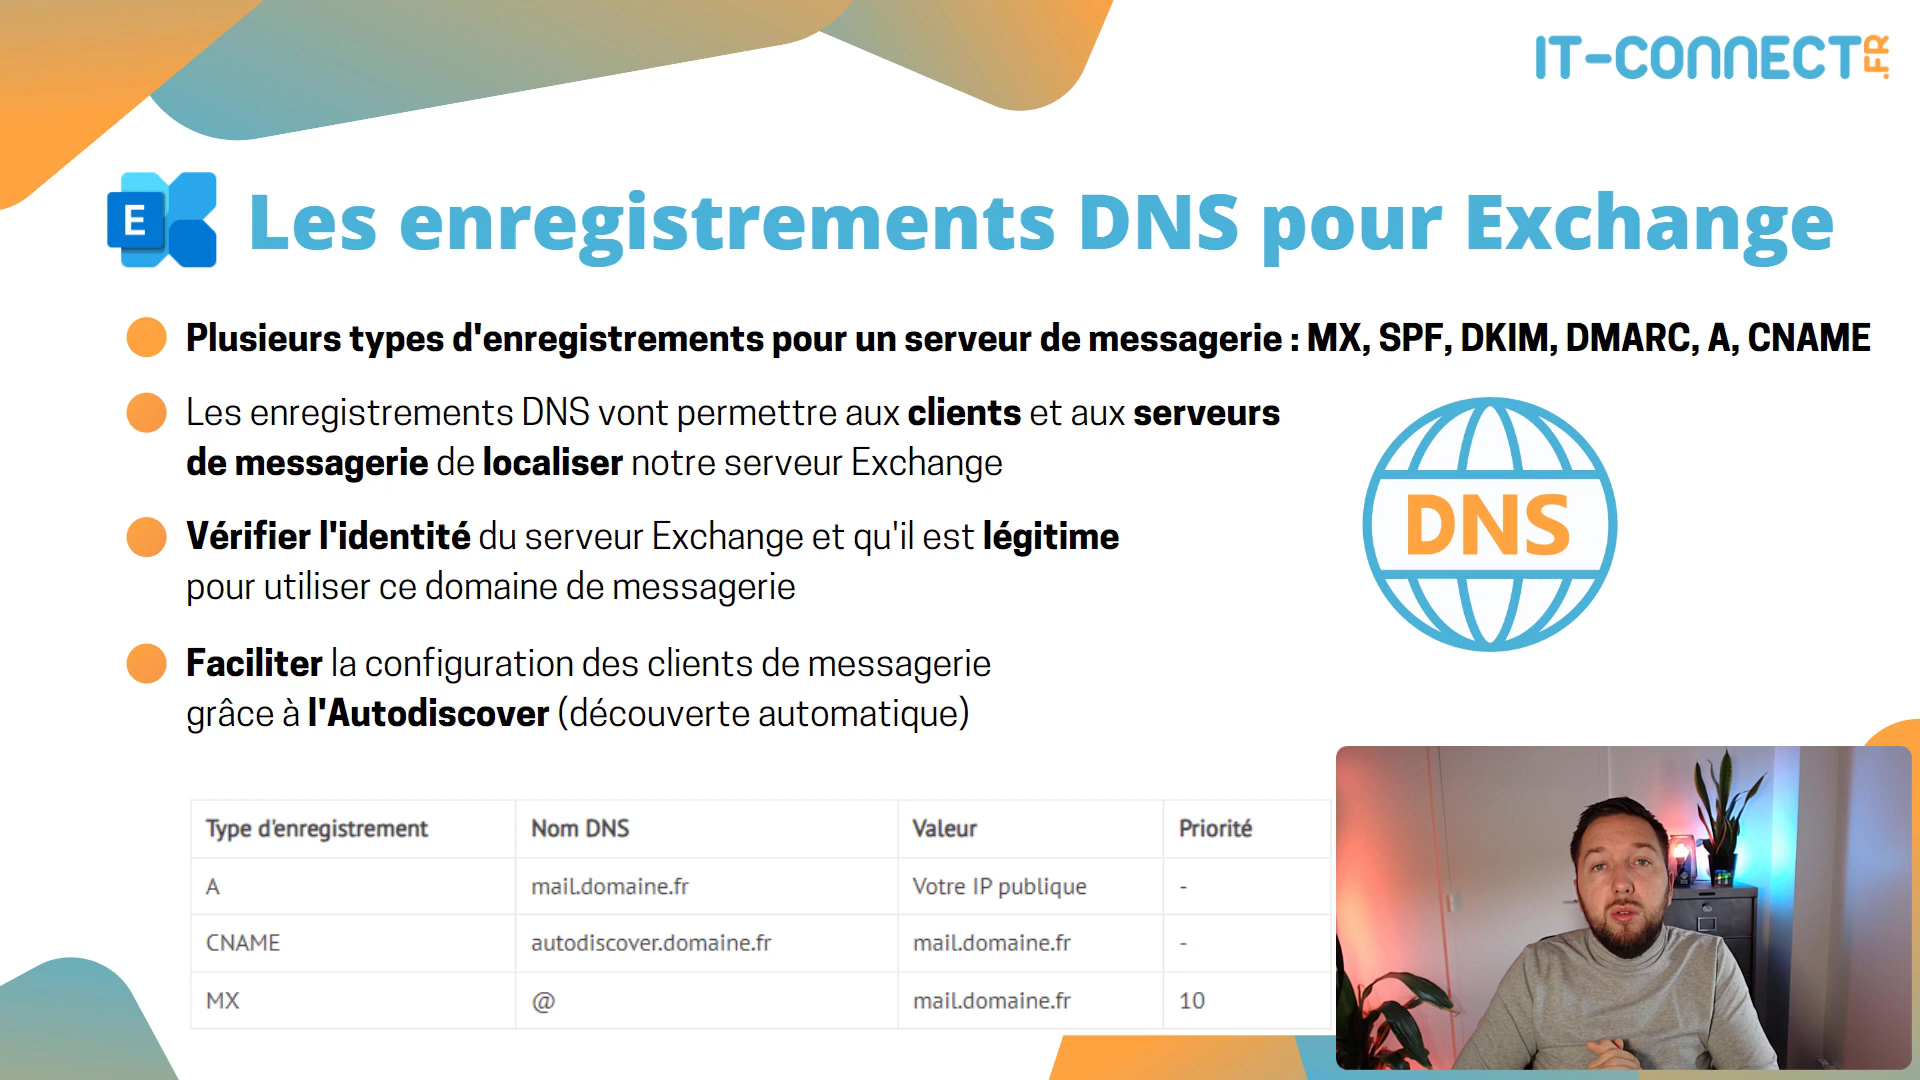 IT-CONNECT.FR
E
Les enregistrements DNS pour Exchange
Plusieurs types d'enregistrements pour un serveur de messagerie : MX, SPF, DKIM, DMARC, A, CNAME
Les enregistrements DNS vont permettre aux clients et aux serveurs
de messagerie de localiser notre serveur Exchange
Vérifier l'identité du serveur Exchange et qu'il est légitime
pour utiliser ce domaine de messagerie
Faciliter la configuration des clients de messagerie
grâce à l'Autodiscover (découverte automatique)
DNS
Type d'enregistrement Nom DNS Valeur Priorité
A mail.domaine.fr Votre IP publique -
CNAME autodiscover.domaine.fr mail.domaine.fr -
MX @ mail.domaine.fr 10